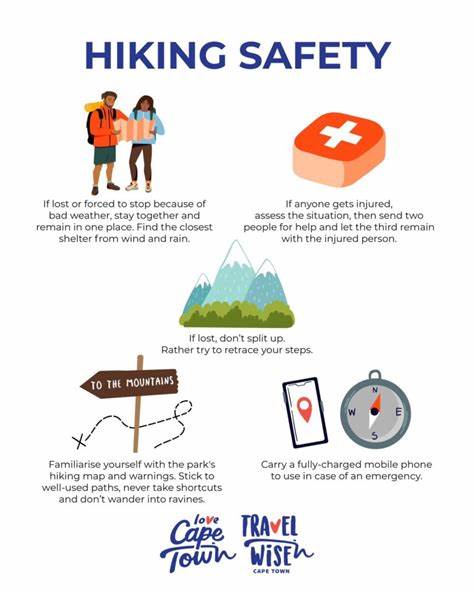 HIKING SAFETY
If lost or forced to stop because of
bad weather, stay together and
remain in one place. Find the closest
shelter from wind and rain.
If anyone gets injured,
assess the situation, then send two
people for help and let the third remain
with the injured person.
If lost, don't split up.
Rather try to retrace your steps.
TO THE MOUNTAINS
Familiarise yourself with the park's
hiking map and warnings. Stick to
well-used paths, never take shortcuts
and don't wander into ravines.
N
W E
S
Carry a fully-charged mobile phone
to use in case of an emergency.
love
Cape
Town
TRAVEL
WISE
CAPE TOWN